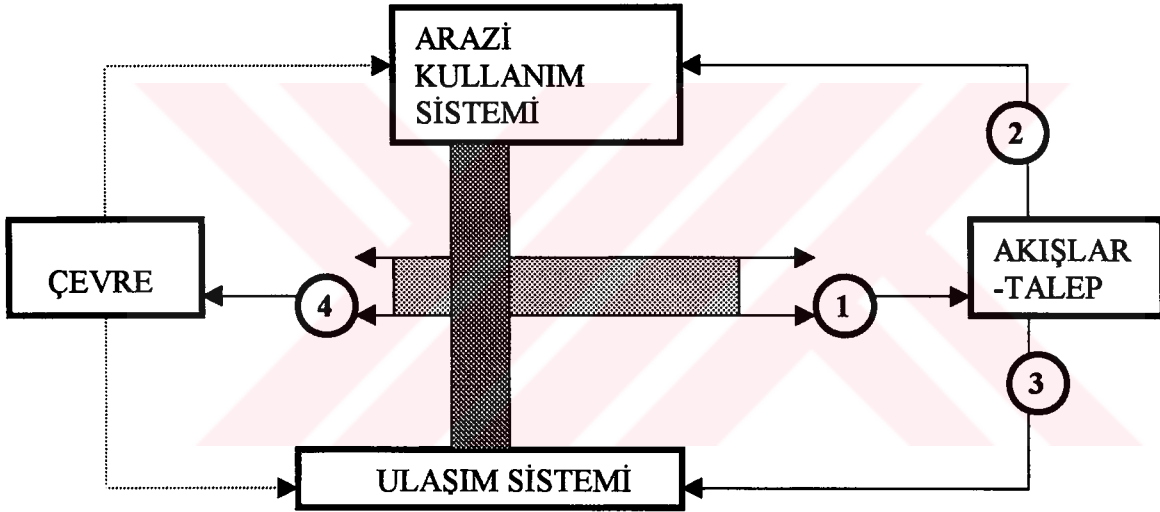 ARAZİ
KULLANIM
SİSTEMİ
2
ÇEVRE
AKIŞLAR
-TALEP
4
1
3
ULAŞIM SİSTEMİ